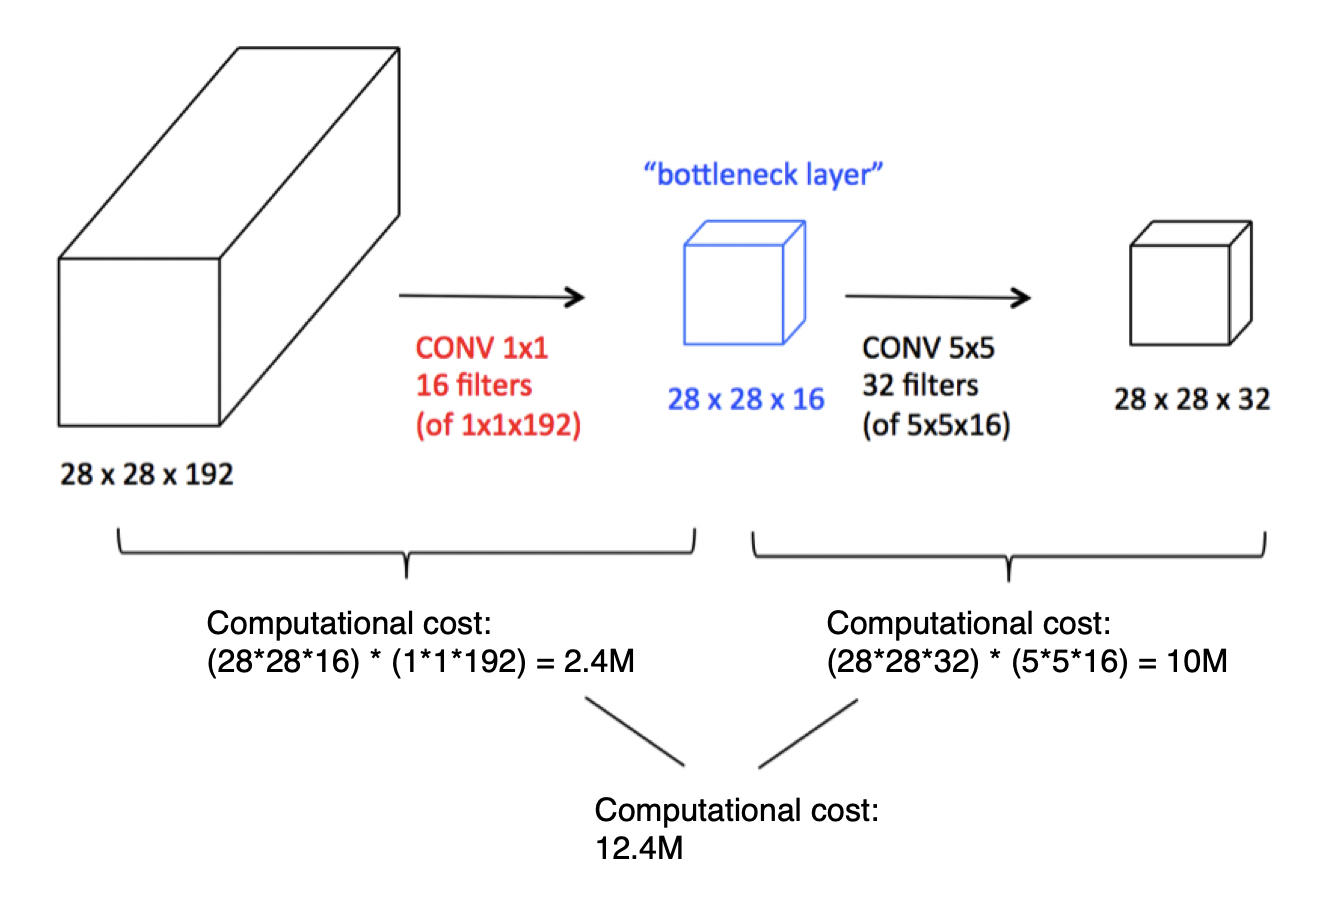 “bottleneck layer”
CONV 1x1
16 filters
(of 1x1x192)
28 x 28 x 16
CONV 5x5
32 filters
(of 5x5x16)
28 x 28 x 32
28 x 28 x 192
Computational cost:
(28*28*16) * (1*1*192) = 2.4M
Computational cost:
(28*28*32) * (5*5*16) = 10M
Computational cost:
12.4M